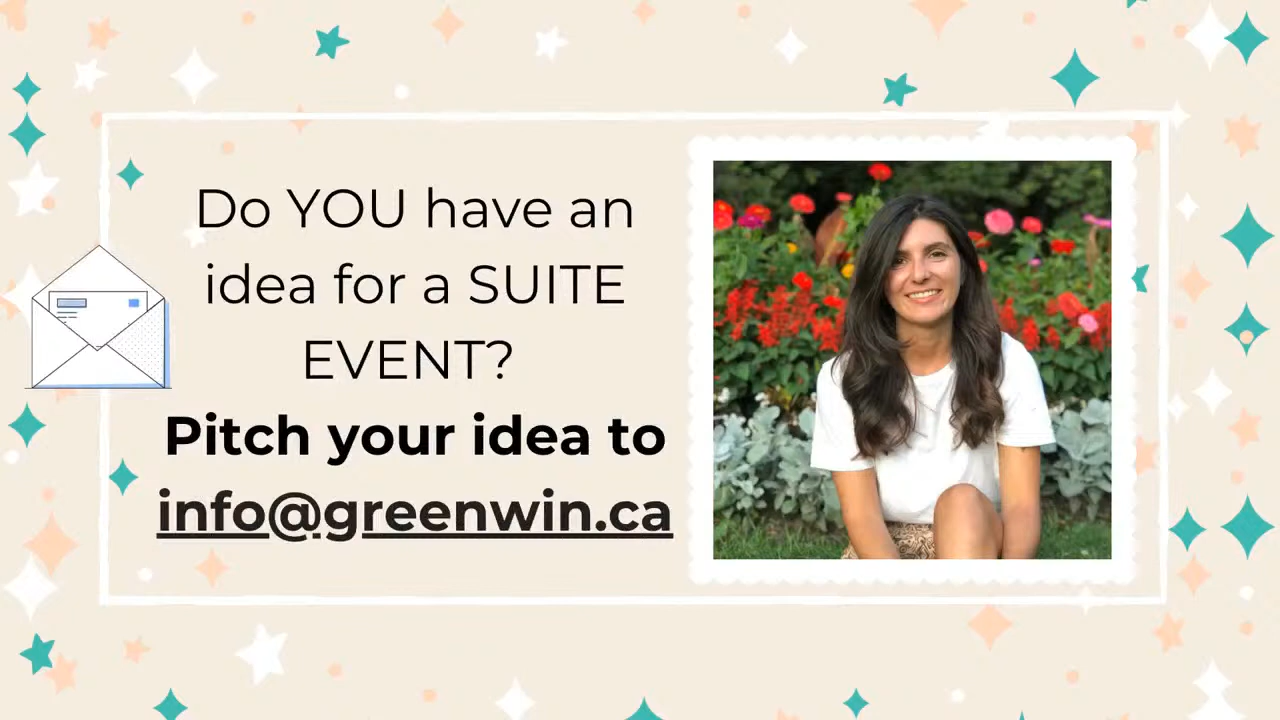 Do YOU have an
idea for a SUITE
EVENT?
Pitch your idea to
info@greenwin.ca